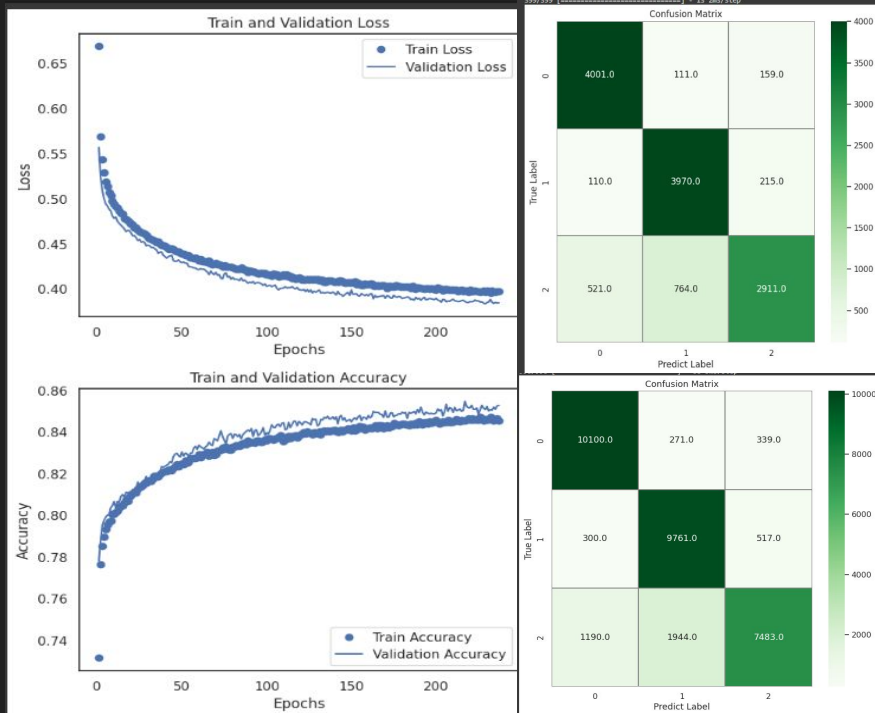 Train and Validation Loss
Train Loss
Validation Loss
0.65
0.60
0.55
0.50
0.45
0.40
Loss
0 50 100 150 200
Epochs
Train and Validation Accuracy
0.86
0.84
0.82
0.80
0.78
0.76
0.74
Accuracy
Train Accuracy
Validation Accuracy
0 50 100 150 200
Epochs
Confusion Matrix
4001.0 111.0 159.0
110.0 3970.0 215.0
521.0 764.0 2911.0
0
1
2
True Label
0 1 2
Predict Label
4000
3500
3000
2500
2000
1500
1000
500
Confusion Matrix
10100.0 271.0 339.0
300.0 9761.0 517.0
1190.0 1944.0 7483.0
0
1
2
True Label
0 1 2
Predict Label
10000
8000
6000
4000
2000